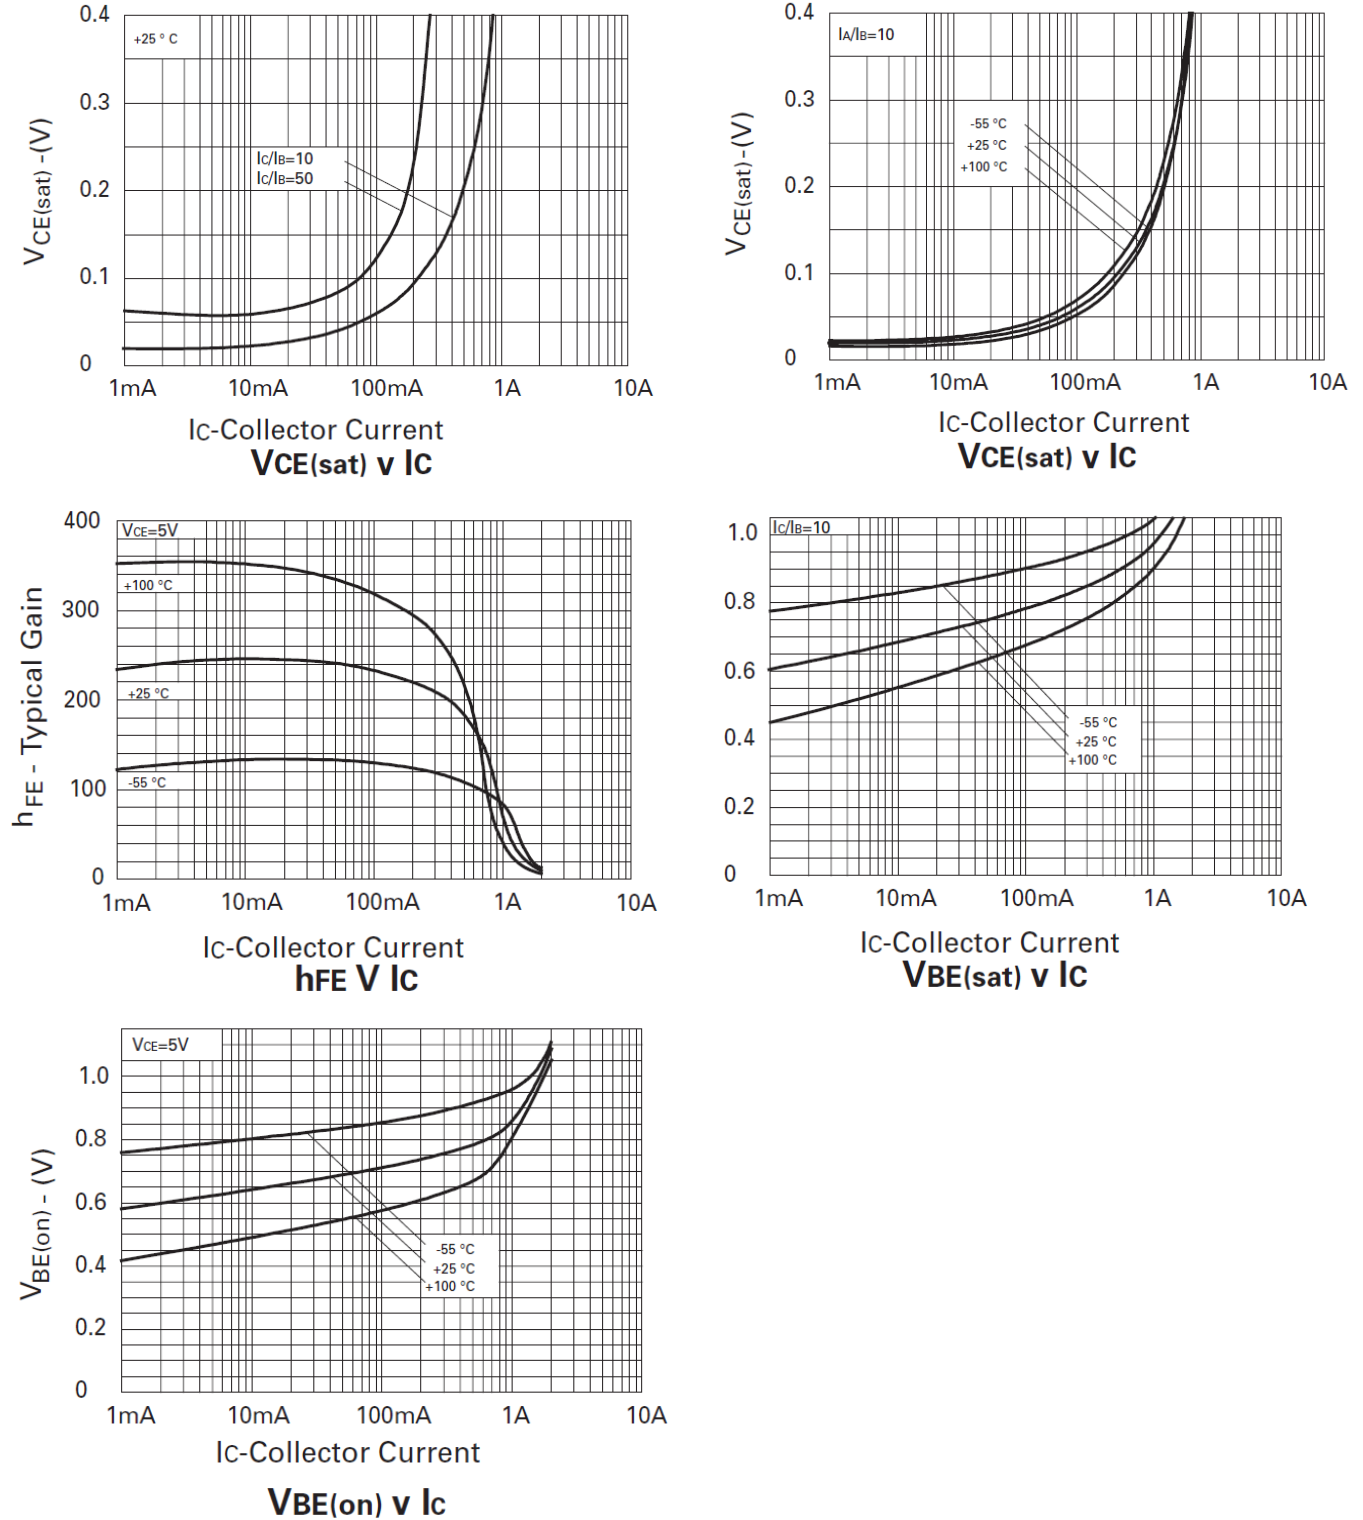 0.4
+25 ° C
0.3
IC/IB=10
IC/IB=50
0.2
0.1
0
VCE(sat) - (V)
1mA 10mA 100mA 1A 10A
IC-Collector Current
VCE(sat) v IC
0.4
IA/IB=10
0.3
-55 °C
+25 °C
+100 °C
0.2
0.1
0
VCE(sat) - (V)
1mA 10mA 100mA 1A 10A
IC-Collector Current
VCE(sat) v IC
400
VCE=5V
+100 °C
300
+25 °C
200
-55 °C
100
0
hFE - Typical Gain
1mA 10mA 100mA 1A 10A
IC-Collector Current
hFE V IC
IC/IB=10
1.0
0.8
0.6
-55 °C
+25 °C
+100 °C
0.4
0.2
0
1mA 10mA 100mA 1A 10A
IC-Collector Current
VBE(sat) v IC
VCE=5V
1.0
0.8
0.6
-55 °C
+25 °C
+100 °C
0.4
0.2
0
VBE(on) - (V)
1mA 10mA 100mA 1A 10A
IC-Collector Current
VBE(on) v IC